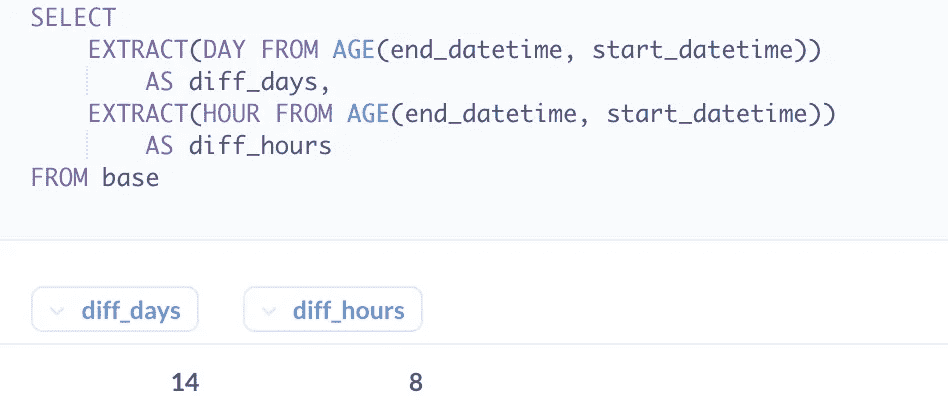 SELECT
EXTRACT(DAY FROM AGE(end_datetime, start_datetime))
AS diff_days,
EXTRACT(HOUR FROM AGE(end_datetime, start_datetime))
AS diff_hours
FROM base
diff_days diff_hours
14 8